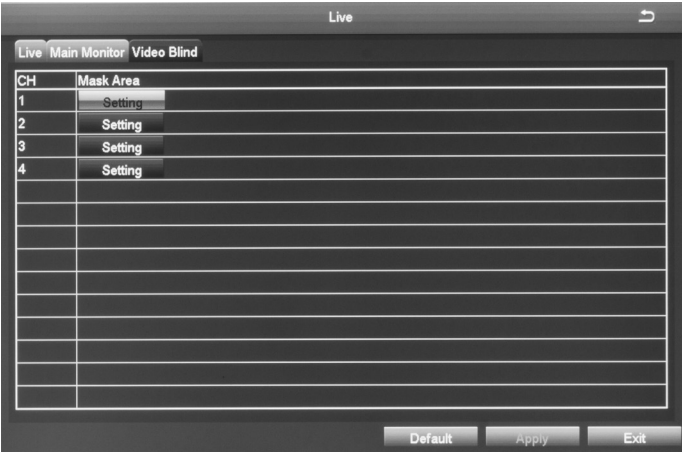 Live
Live Main Monitor Video Blind
CH Mask Area
1 Setting
2 Setting
3 Setting
4 Setting
Default Apply Exit